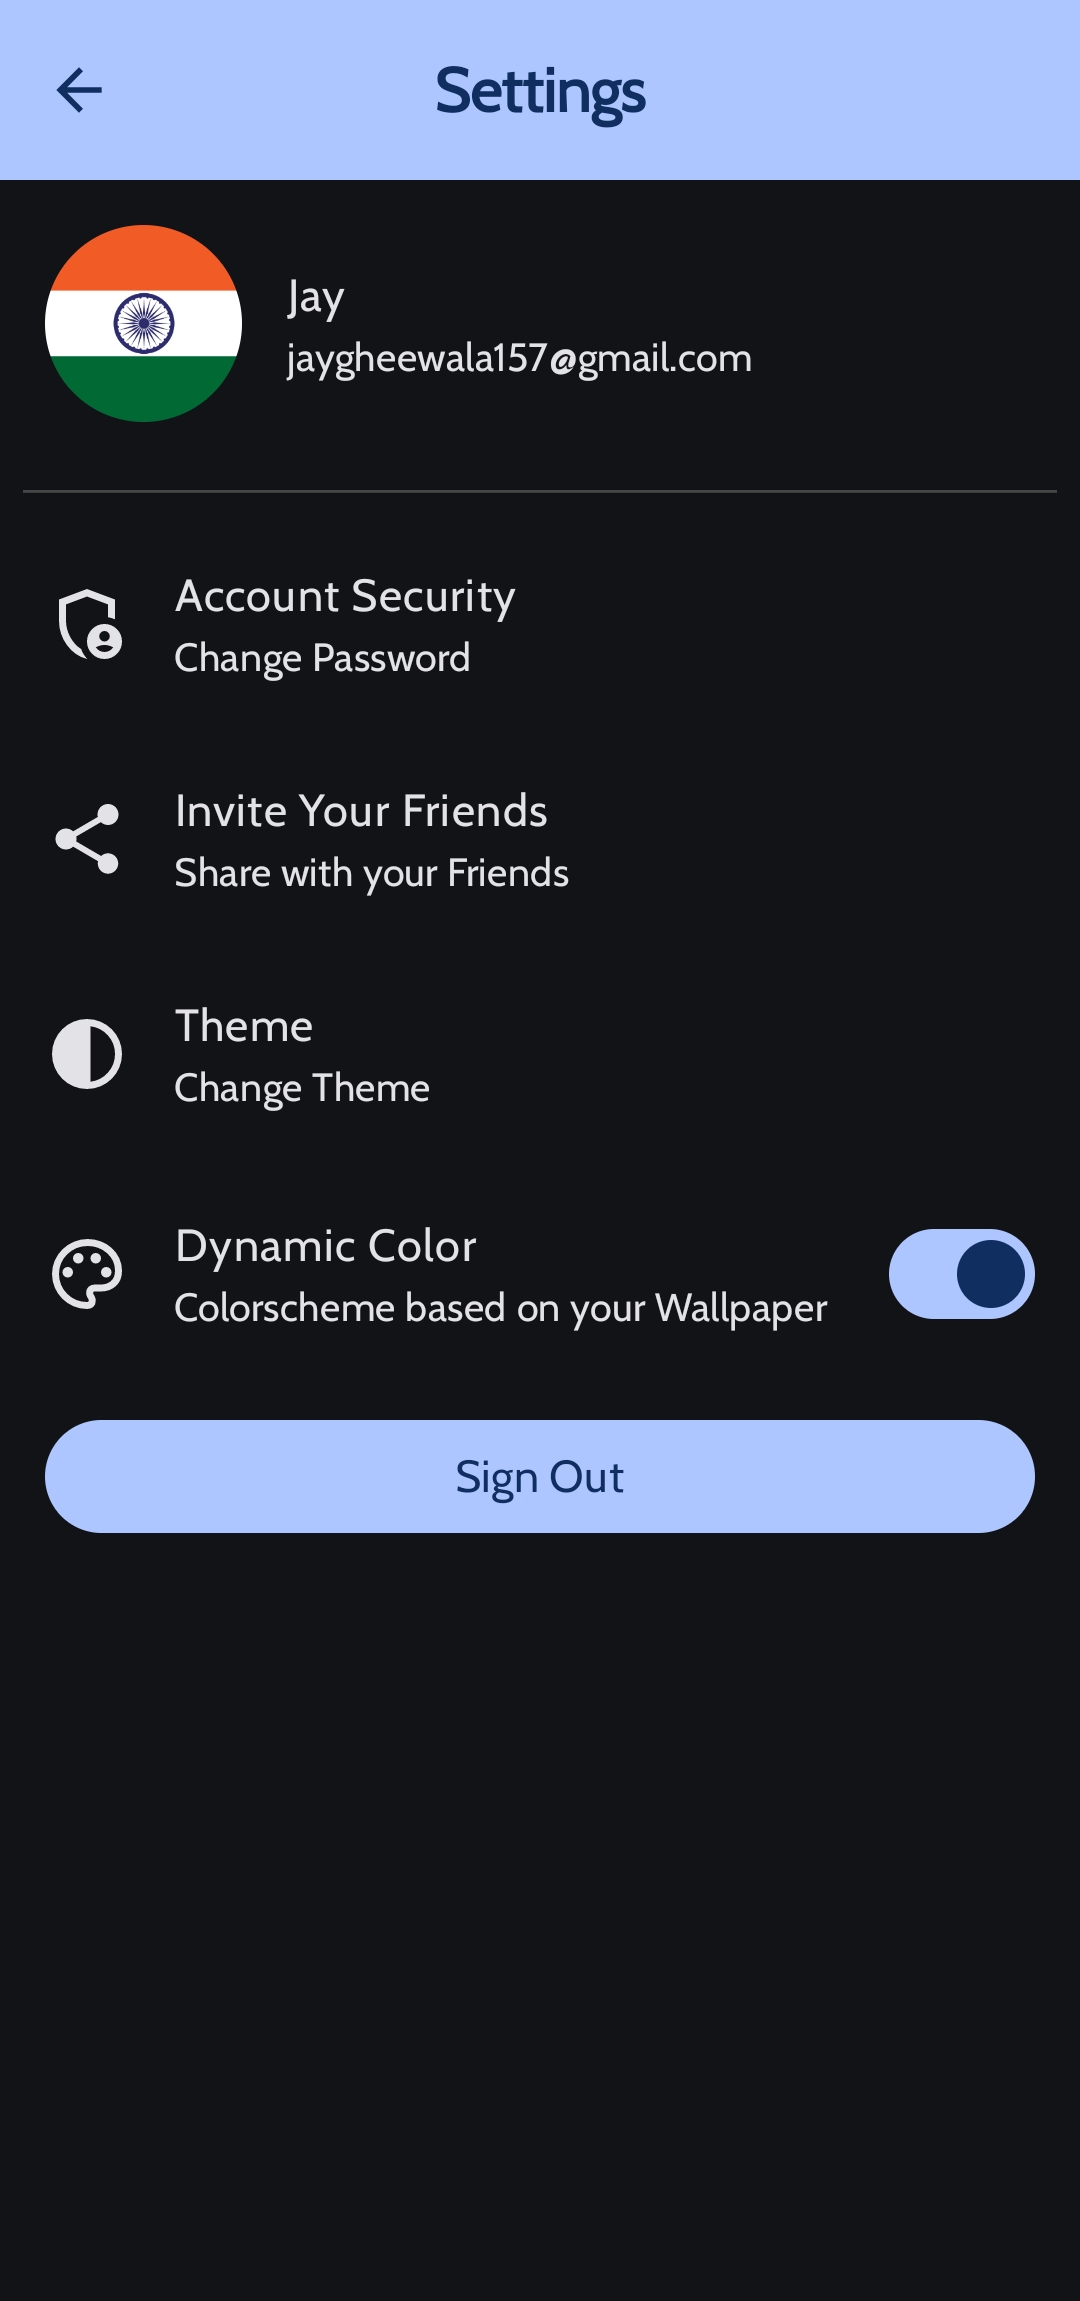 Settings
Jay
jaygheewala157@gmail.com
Account Security
Change Password
Invite Your Friends
Share with your Friends
Theme
Change Theme
Dynamic Color
Colorscheme based on your Wallpaper
Sign Out